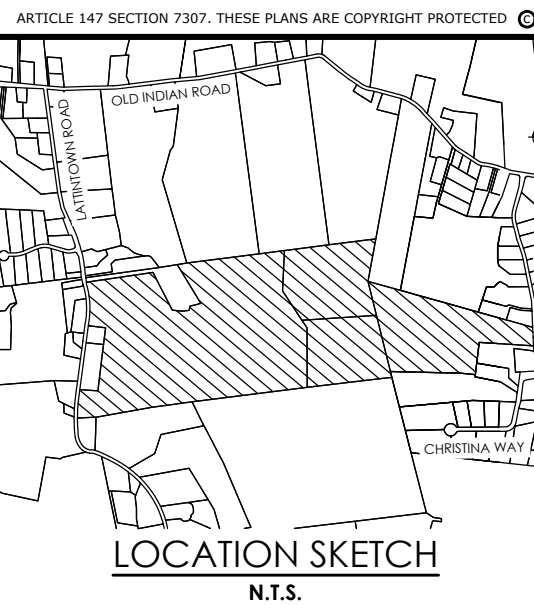 ARTICLE 147 SECTION 7307. THESE PLANS ARE COPYRIGHT PROTECTED ©
OLD INDIAN ROAD
LATTINTOWN ROAD
CHRISTINA WAY
LOCATION SKETCH
N.T.S.